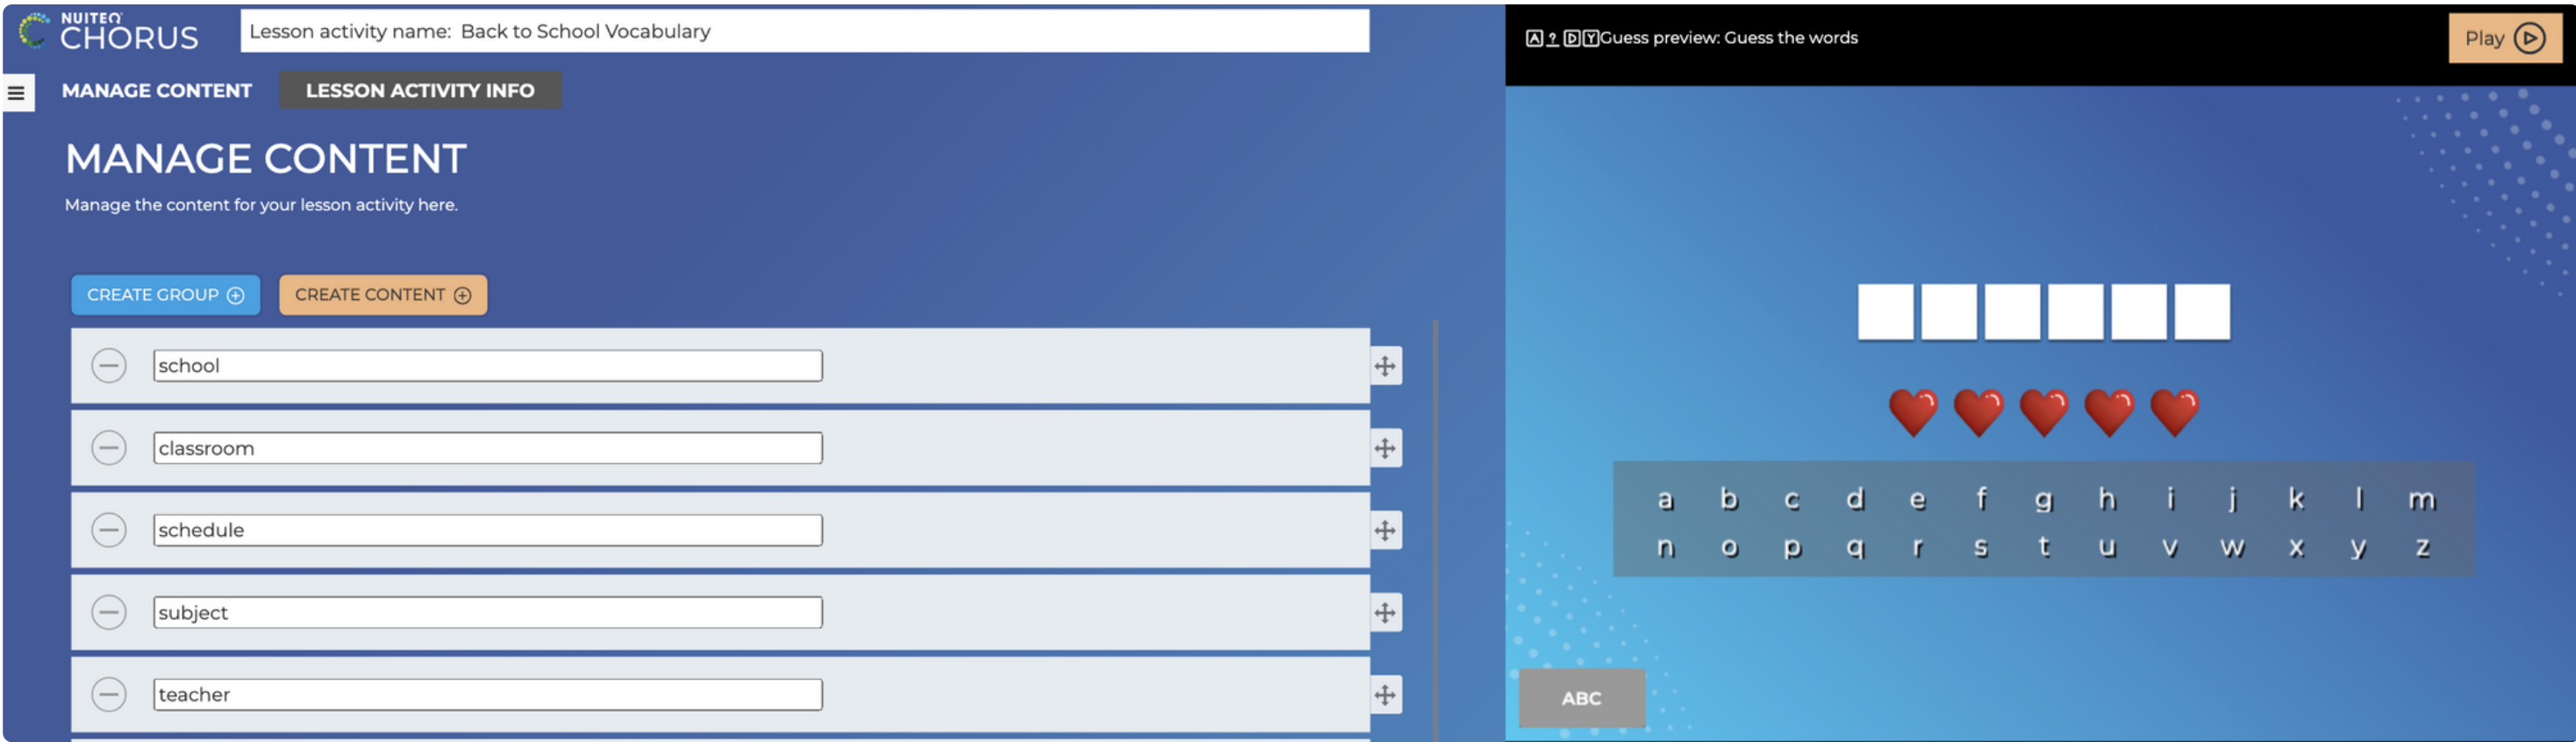 NUITEQ
CHORUS
Lesson activity name: Back to School Vocabulary
MANAGE CONTENT
LESSON ACTIVITY INFO
MANAGE CONTENT
Manage the content for your lesson activity here.
CREATE GROUP
CREATE CONTENT
school
classroom
schedule
subject
teacher
A ? D Y Guess preview: Guess the words
Play
a b c d e f g h i j k l m
n o p q r s t u v w x y z
ABC